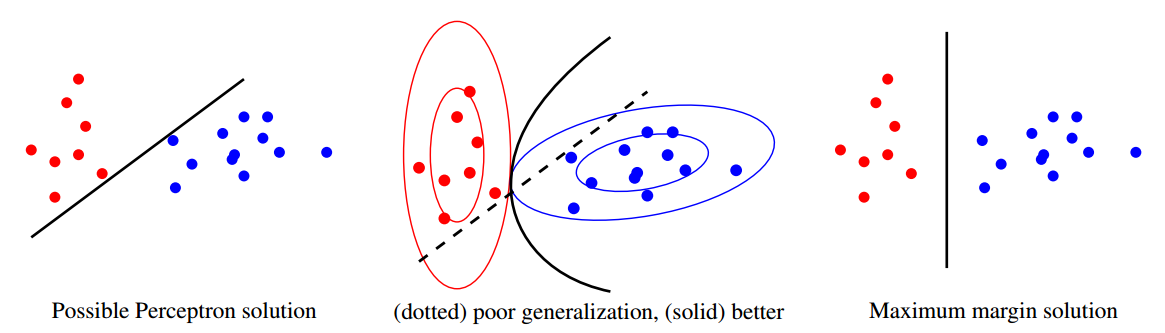 Possible Perceptron solution
(dotted) poor generalization, (solid) better
Maximum margin solution